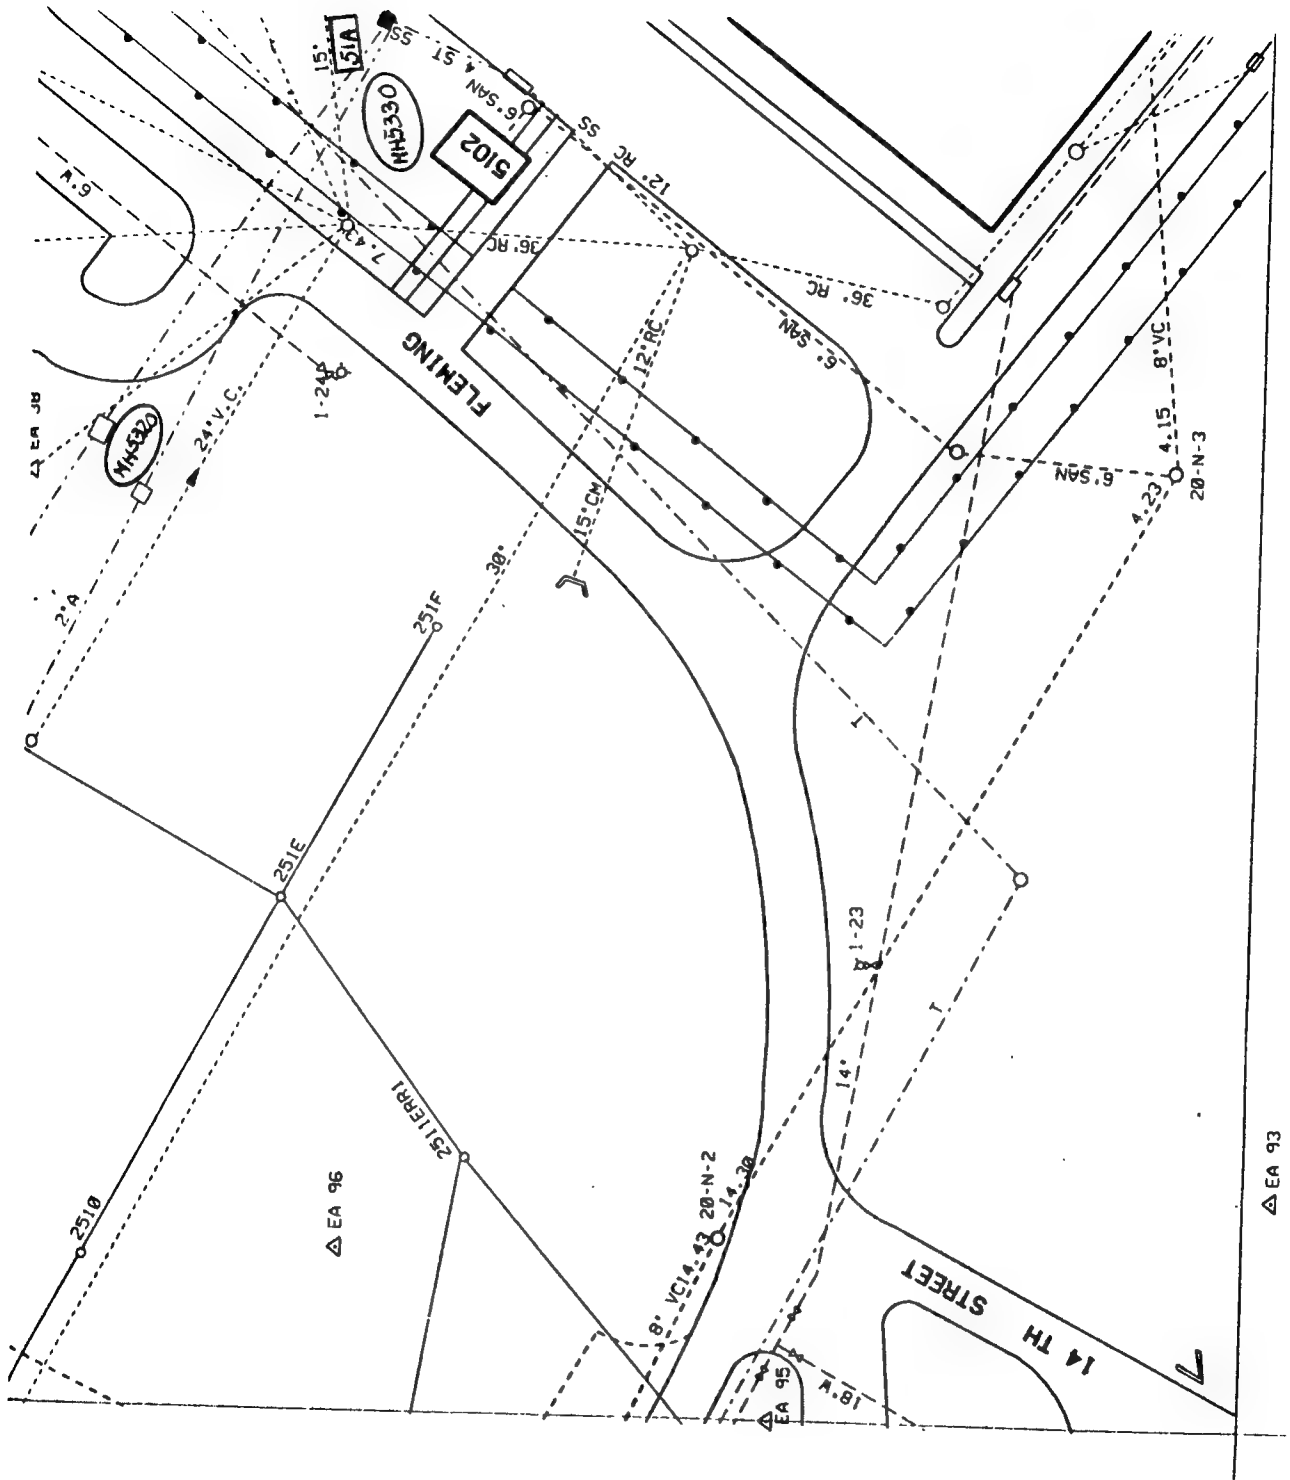 15"
51A
SS
4" ST
6" SAN
MH5330
5102
SS
12" RC
6" W
7.43
36" RC
36" RC
6" SAN
FLEMING
12" RC
1-24
8" VC
MH5320
24" V.C.
4.15
20-N-3
6" SAN
4.23
15" CM
30"
2" A
251F
T
251E
1-23
T
14"
2511ERR1
2510
EA 96
20-N-2
14.30
8" VC
14.43
EA 93
STREET
14 TH
EA 95
18" W